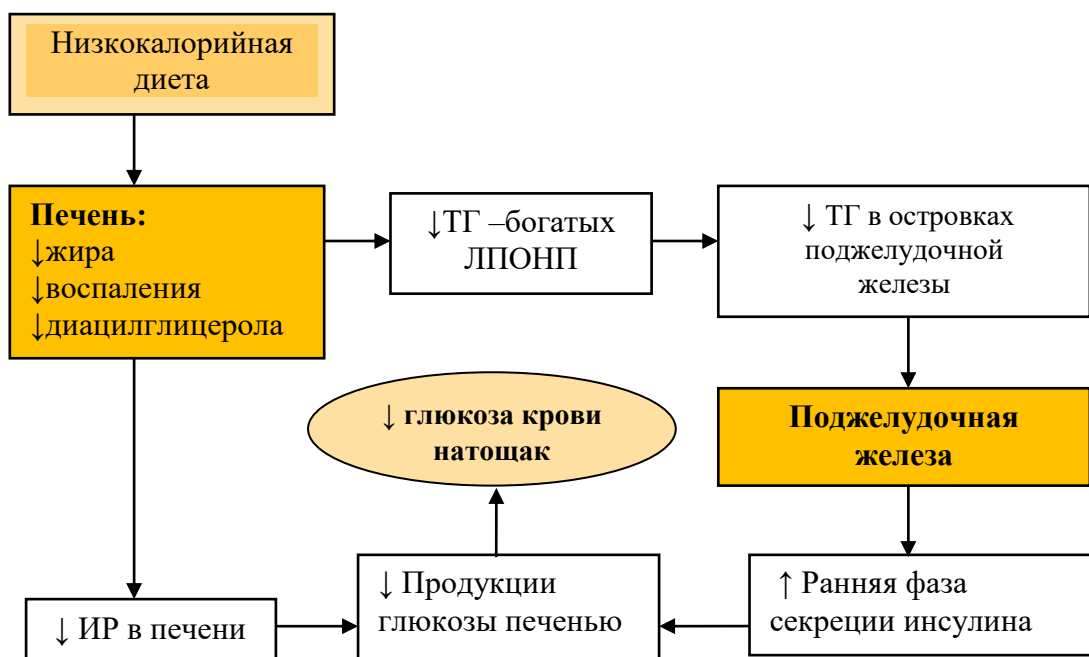 Низкокалорийная
диета
Печень:
↓жира
↓воспаления
↓диацилглицерола
↓ТГ –богатых
ЛПОНП
↓ ТГ в островках
поджелудочной
железы
↓ глюкоза крови
натощак
Поджелудочная
железа
↓ ИР в печени
↓ Продукции
глюкозы печенью
↑ Ранняя фаза
секреции инсулина